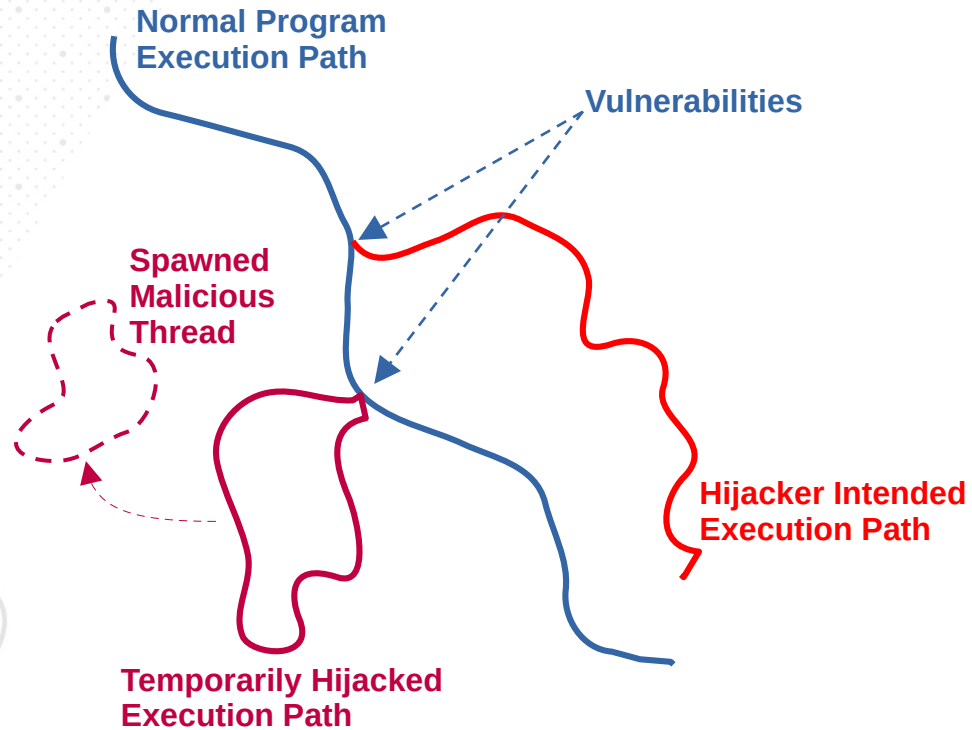 Normal Program
Execution Path
Vulnerabilities
Spawned
Malicious
Thread
Hijacker Intended
Execution Path
Temporarily Hijacked
Execution Path